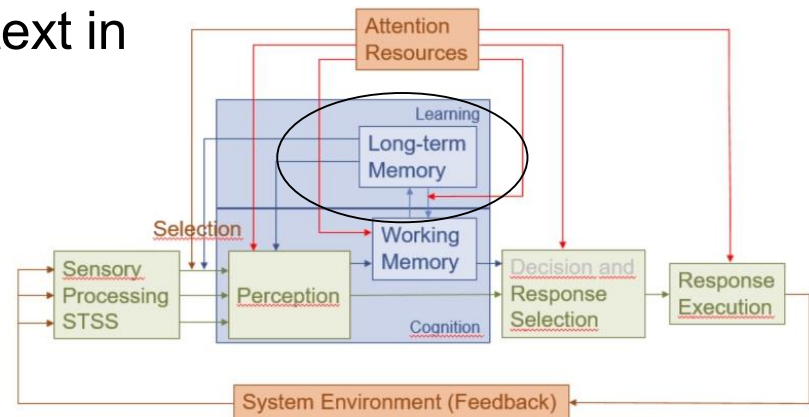 ext in
Attention
Resources
Learning
Long-term
Memory
Selection
Working
Memory
Sensory
Processing
STSS
Perception
Cognition
Decision and
Response
Selection
Response
Execution
System Environment (Feedback)